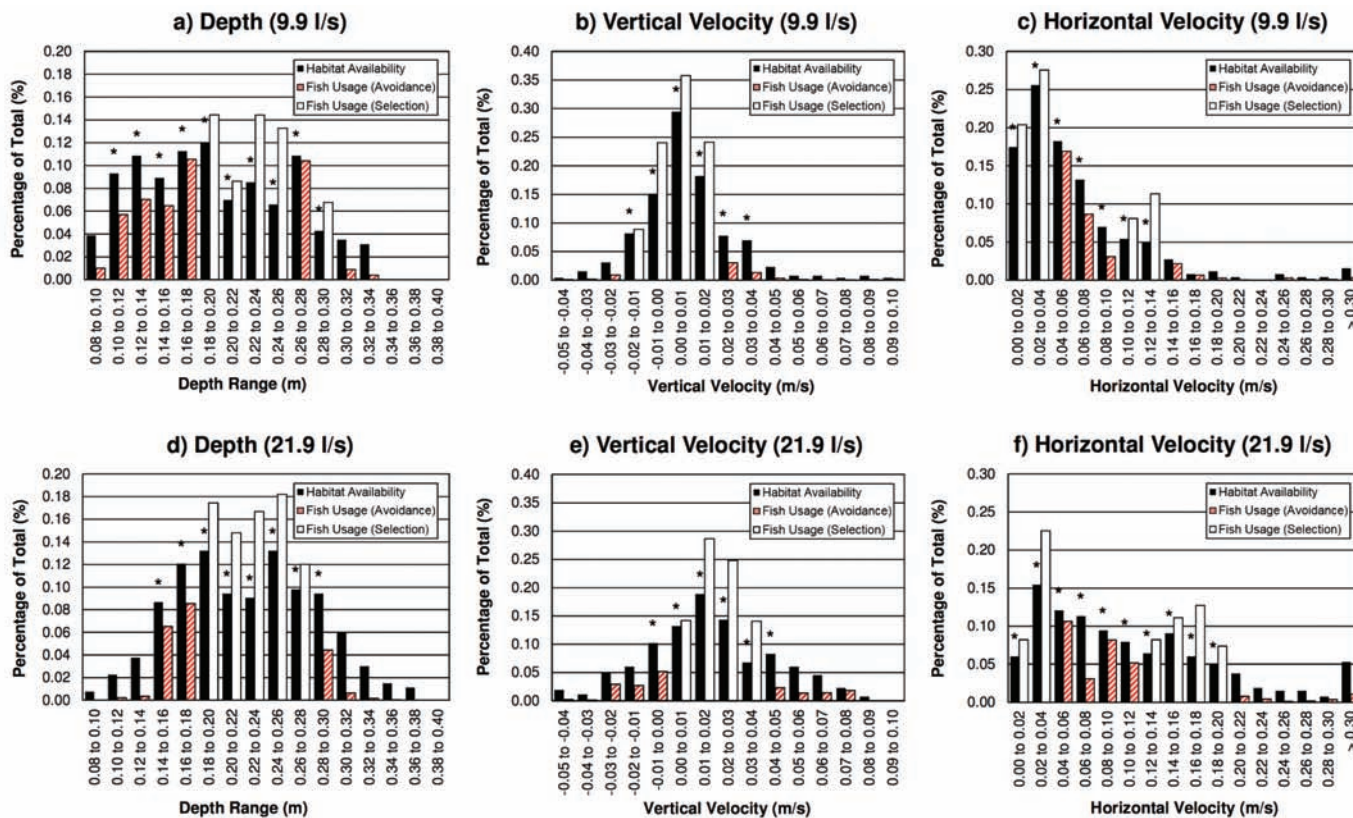 a) Depth (9.9 l/s)
Percentage of Total (%)
0.20
0.18
0.16
0.14
0.12
0.10
0.08
0.06
0.04
0.02
0.00
Habitat Availability
Fish Usage (Avoidance)
Fish Usage (Selection)
0.08 to 0.10
0.10 to 0.12
0.12 to 0.14
0.14 to 0.16
0.16 to 0.18
0.18 to 0.20
0.20 to 0.22
0.22 to 0.24
0.24 to 0.26
0.26 to 0.28
0.28 to 0.30
0.30 to 0.32
0.32 to 0.34
0.34 to 0.36
0.36 to 0.38
0.38 to 0.40
Depth Range (m)
b) Vertical Velocity (9.9 l/s)
Percentage of Total (%)
0.40
0.35
0.30
0.25
0.20
0.15
0.10
0.05
0.00
Habitat Availability
Fish Usage (Avoidance)
Fish Usage (Selection)
-0.05 to -0.04
-0.04 to -0.03
-0.03 to -0.02
-0.02 to -0.01
-0.01 to 0.00
0.00 to 0.01
0.01 to 0.02
0.02 to 0.03
0.03 to 0.04
0.04 to 0.05
0.05 to 0.06
0.06 to 0.07
0.07 to 0.08
0.08 to 0.09
0.09 to 0.10
Vertical Velocity (m/s)
c) Horizontal Velocity (9.9 l/s)
Percentage of Total (%)
0.30
0.25
0.20
0.15
0.10
0.05
0.00
Habitat Availability
Fish Usage (Avoidance)
Fish Usage (Selection)
0.00 to 0.02
0.02 to 0.04
0.04 to 0.06
0.06 to 0.08
0.08 to 0.10
0.10 to 0.12
0.12 to 0.14
0.14 to 0.16
0.16 to 0.18
0.18 to 0.20
0.20 to 0.22
0.22 to 0.24
0.24 to 0.26
0.26 to 0.28
0.28 to 0.30
> 0.30
Horizontal Velocity (m/s)
d) Depth (21.9 l/s)
Percentage of Total (%)
0.20
0.18
0.16
0.14
0.12
0.10
0.08
0.06
0.04
0.02
0.00
Habitat Availability
Fish Usage (Avoidance)
Fish Usage (Selection)
0.08 to 0.10
0.10 to 0.12
0.12 to 0.14
0.14 to 0.16
0.16 to 0.18
0.18 to 0.20
0.20 to 0.22
0.22 to 0.24
0.24 to 0.26
0.26 to 0.28
0.28 to 0.30
0.30 to 0.32
0.32 to 0.34
0.34 to 0.36
0.36 to 0.38
0.38 to 0.40
Depth Range (m)
e) Vertical Velocity (21.9 l/s)
Percentage of Total (%)
0.40
0.35
0.30
0.25
0.20
0.15
0.10
0.05
0.00
Habitat Availability
Fish Usage (Avoidance)
Fish Usage (Selection)
-0.05 to -0.04
-0.04 to -0.03
-0.03 to -0.02
-0.02 to -0.01
-0.01 to 0.00
0.00 to 0.01
0.01 to 0.02
0.02 to 0.03
0.03 to 0.04
0.04 to 0.05
0.05 to 0.06
0.06 to 0.07
0.07 to 0.08
0.08 to 0.09
0.09 to 0.10
Vertical Velocity (m/s)
f) Horizontal Velocity (21.9 l/s)
Percentage of Total (%)
0.30
0.25
0.20
0.15
0.10
0.05
0.00
Habitat Availability
Fish Usage (Avoidance)
Fish Usage (Selection)
0.00 to 0.02
0.02 to 0.04
0.04 to 0.06
0.06 to 0.08
0.08 to 0.10
0.10 to 0.12
0.12 to 0.14
0.14 to 0.16
0.16 to 0.18
0.18 to 0.20
0.20 to 0.22
0.22 to 0.24
0.24 to 0.26
0.26 to 0.28
0.28 to 0.30
> 0.30
Horizontal Velocity (m/s)